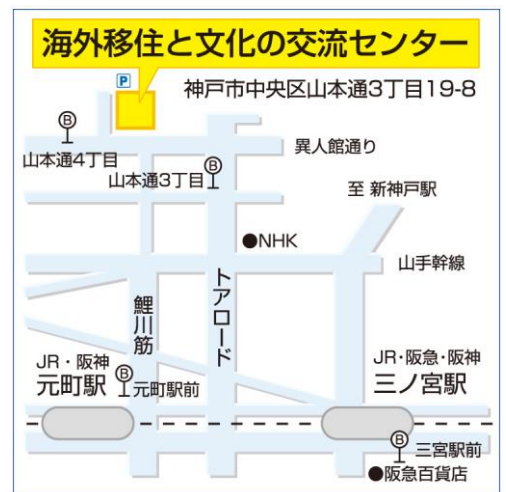 海外移住と文化の交流センター
P
神戸市中央区山本通3丁目19-8
B
山本通4丁目
異人館通り
山本通3丁目
B
至 新神戸駅
●NHK
山手幹線
鯉川筋
トアロード
JR・阪神
元町駅
B
元町駅前
JR・阪急・阪神
三ノ宮駅
B
三宮駅前
●阪急百貨店